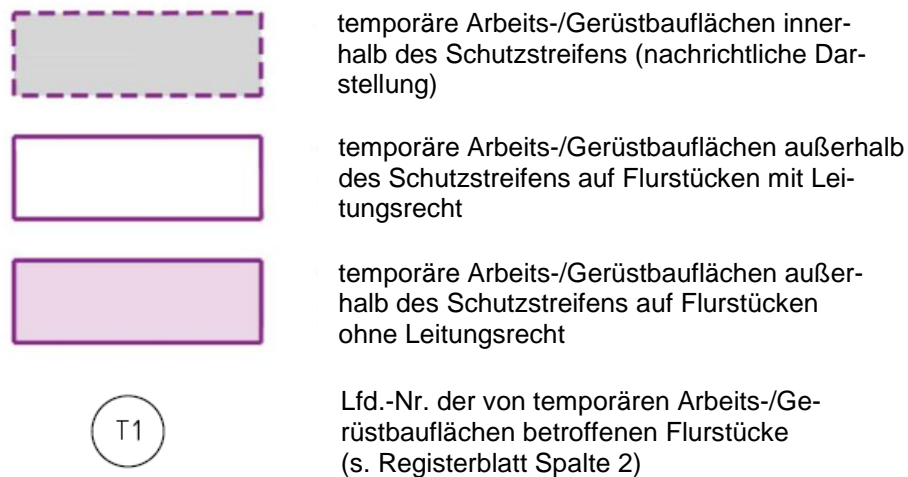 temporäre Arbeits-/Gerüstbauflächen inner-
halb des Schutzstreifens (nachrichtliche Dar-
stellung)
temporäre Arbeits-/Gerüstbauflächen außerhalb
des Schutzstreifens auf Flurstücken mit Lei-
tungsrecht
temporäre Arbeits-/Gerüstbauflächen außer-
halb des Schutzstreifens auf Flurstücken
ohne Leitungsrecht
T1
Lfd.-Nr. der von temporären Arbeits-/Ge-
rüstbauflächen betroffenen Flurstücke
(s. Registerblatt Spalte 2)